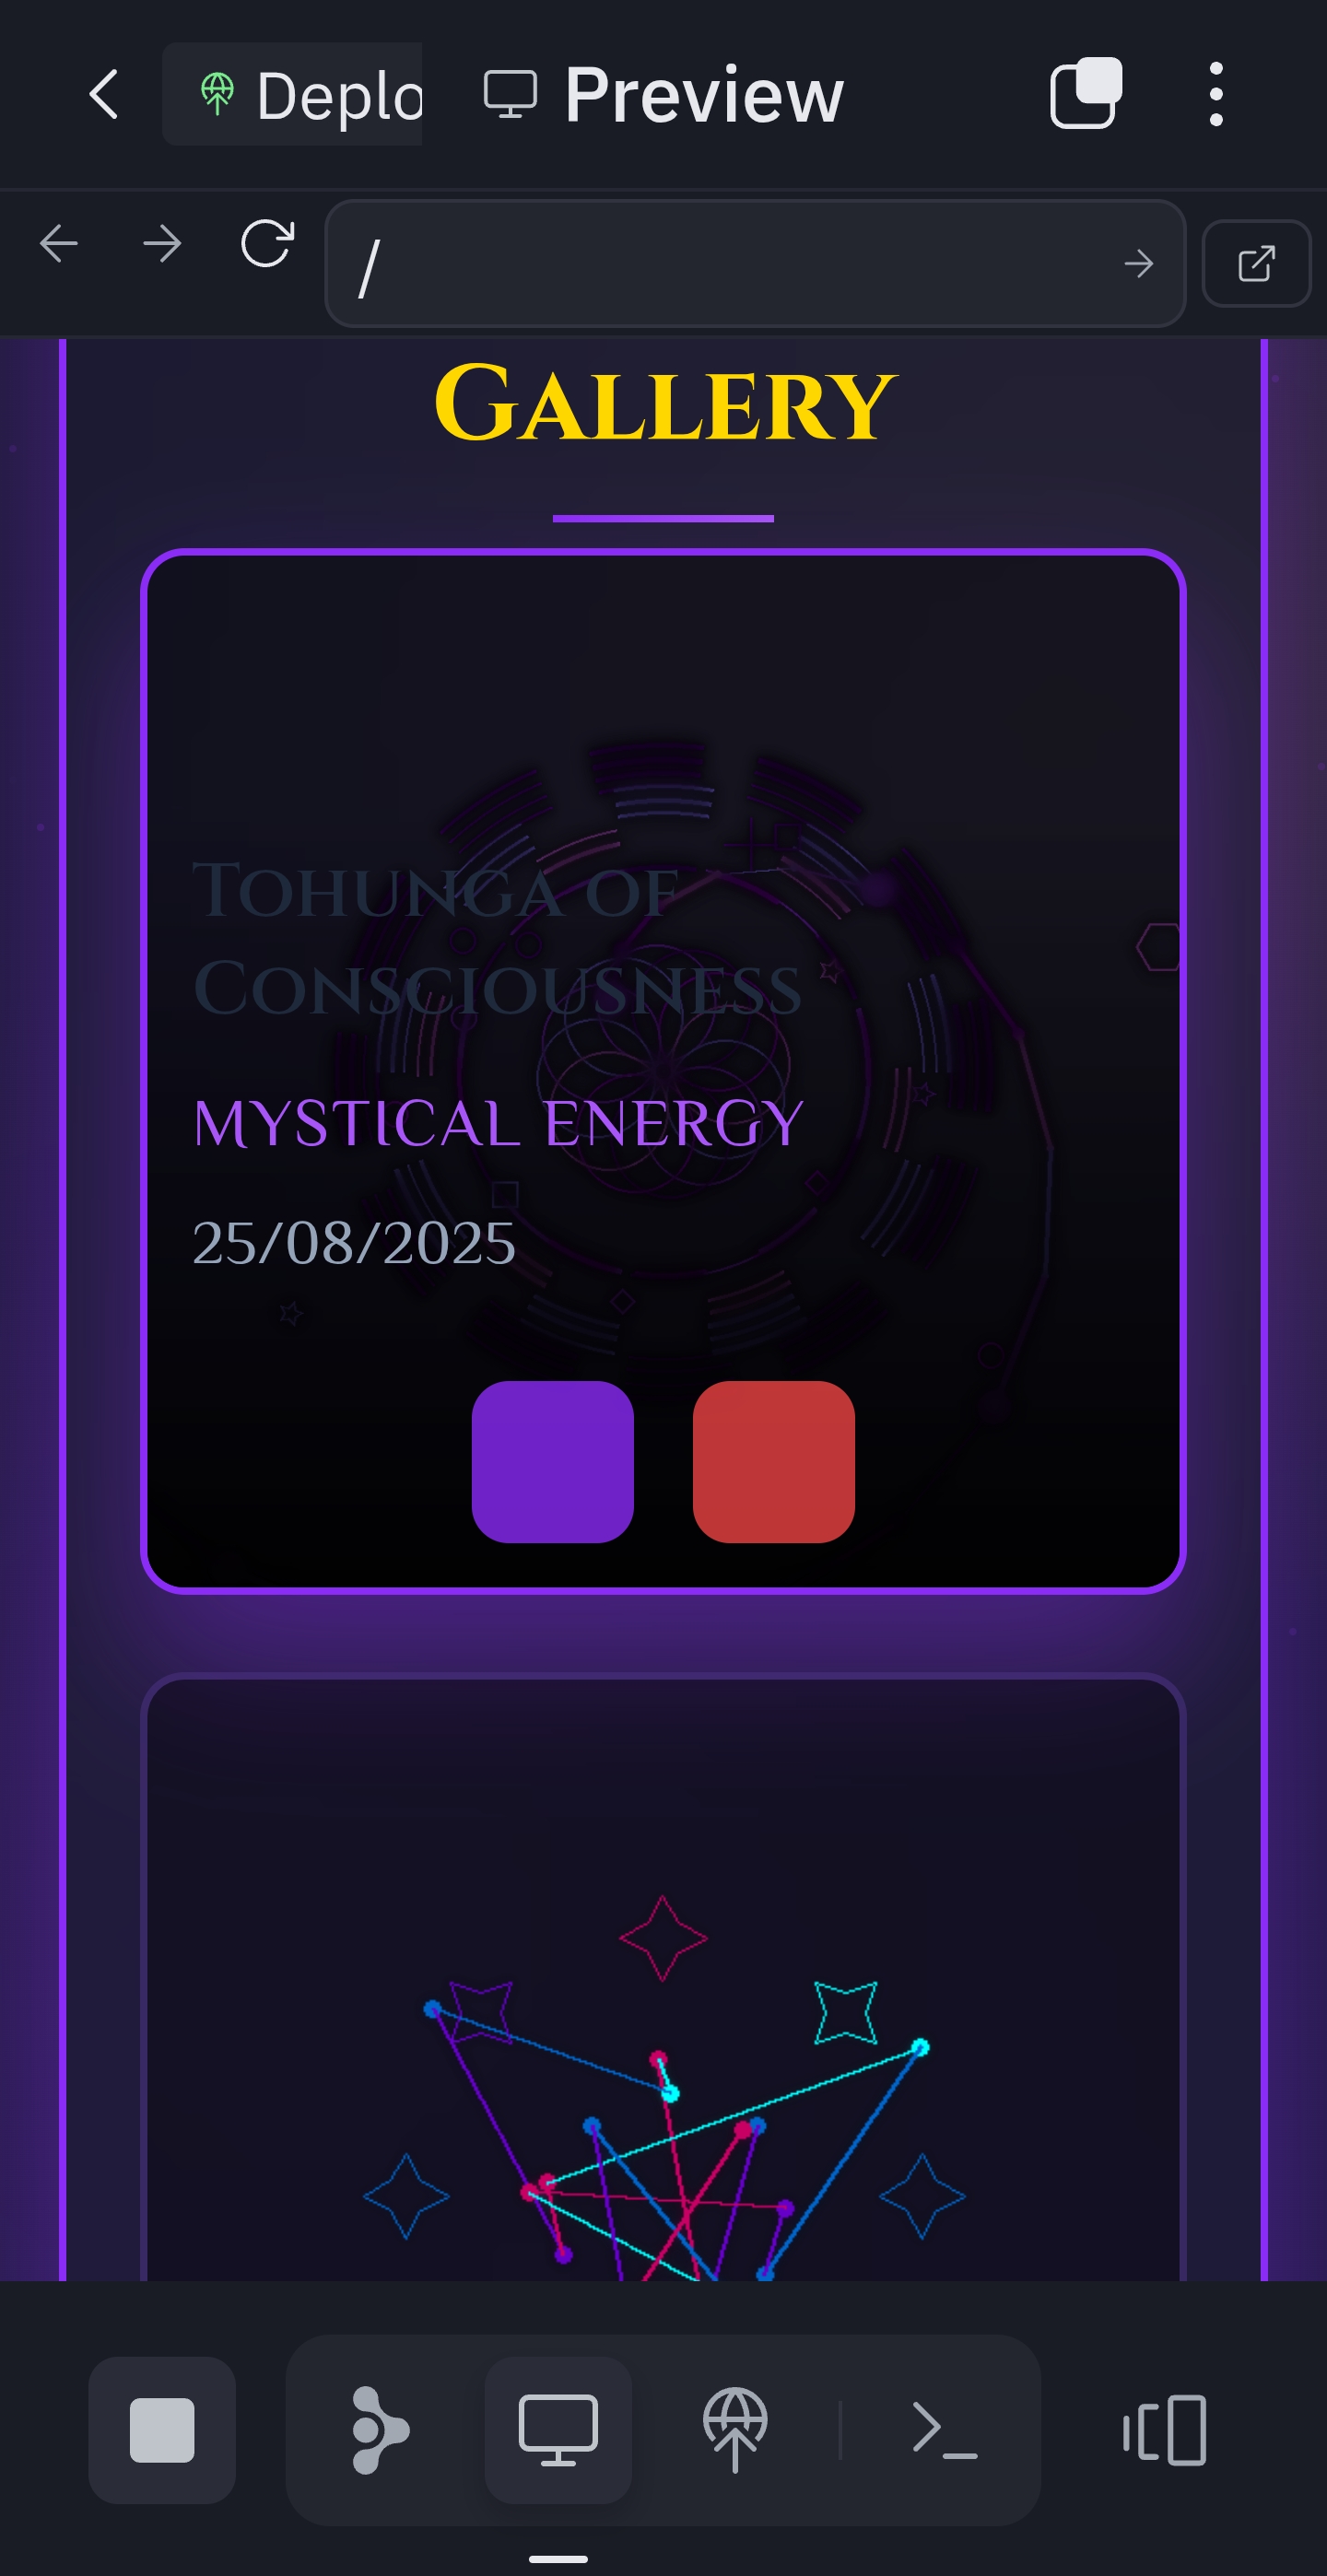 Deplo
Preview
/
GALLERY
TOHUNGA OF
CONSCIOUSNESS
MYSTICAL ENERGY
25/08/2025